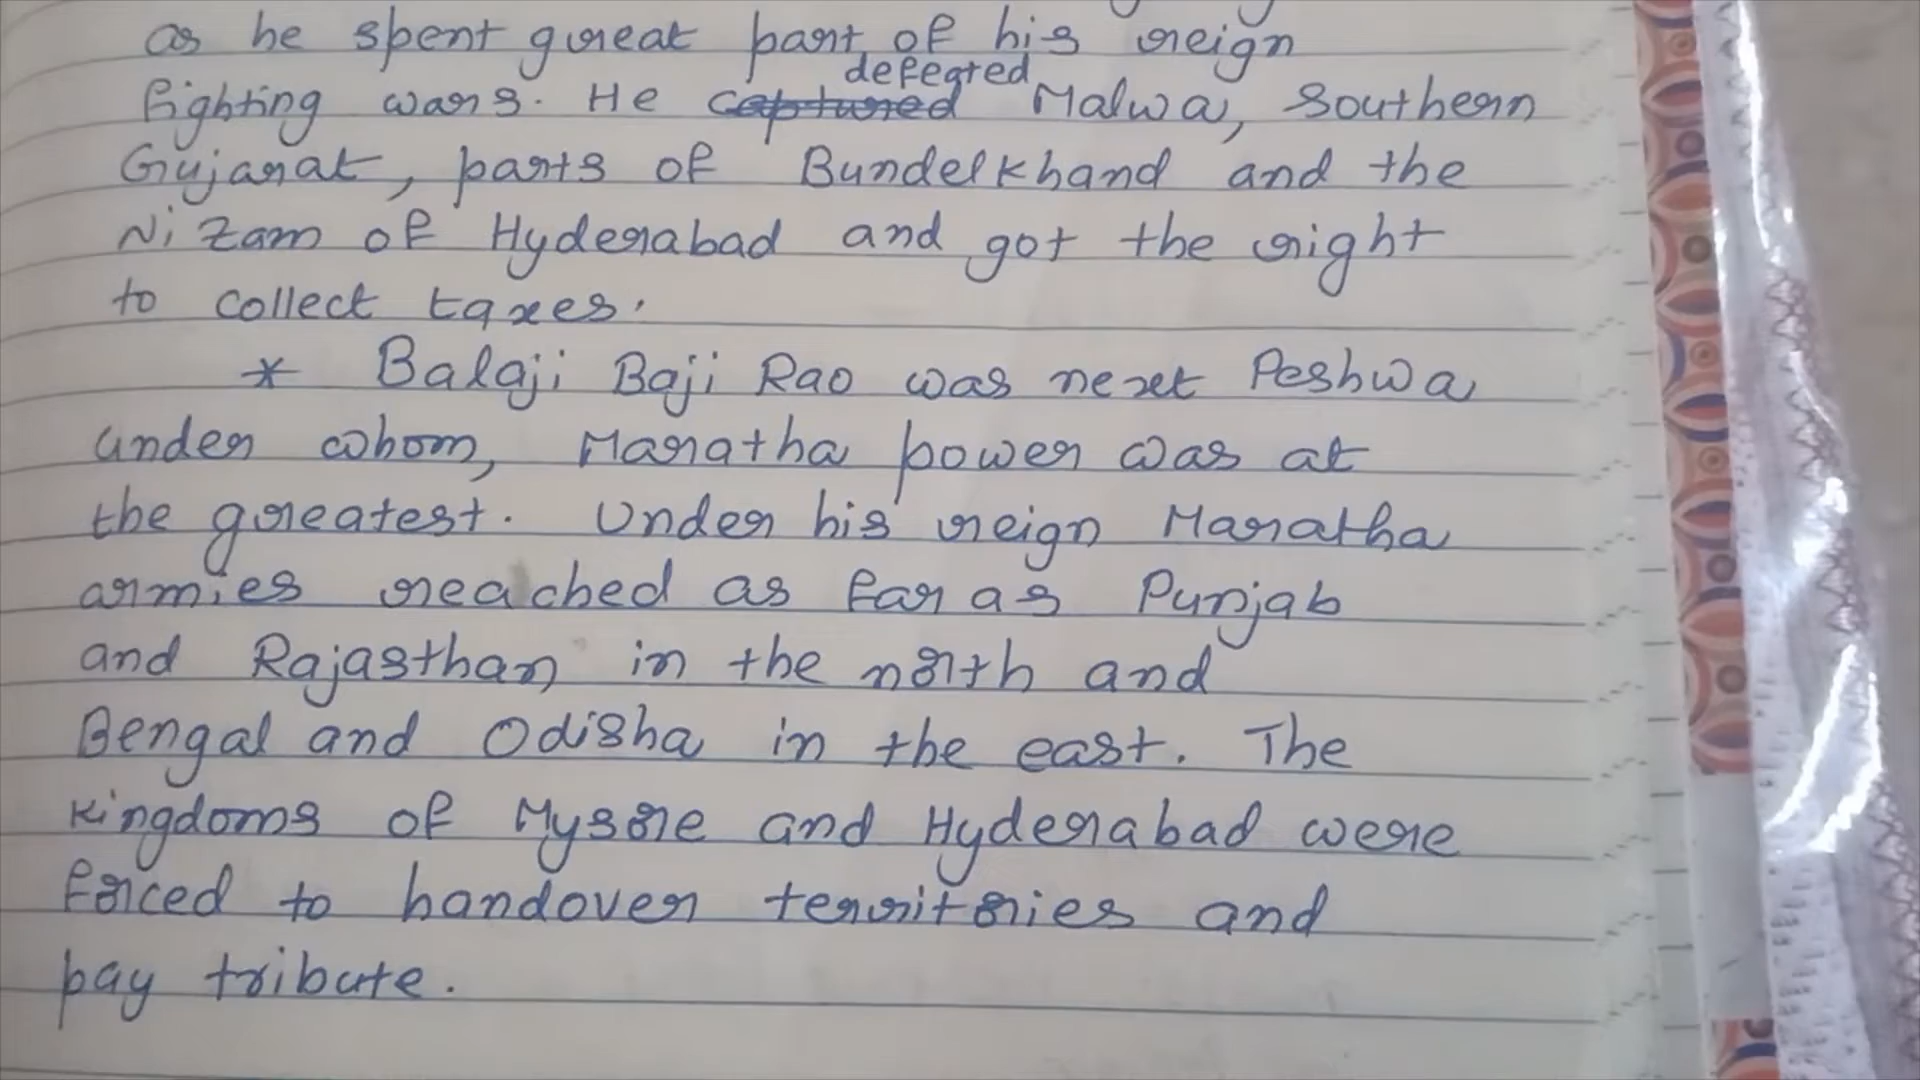 as he spent great part of his reign
defeated
fighting wars. He captured Malwa, Southern
Gujarat, parts of Bundelkhand and the
Nizam of Hyderabad and got the right
to collect taxes.
* Balaji Baji Rao was next Peshwa
under whom, Maratha power was at
the greatest. Under his reign Maratha
armies reached as far as Punjab
and Rajasthan in the north and
Bengal and Odisha in the east. The
kingdoms of Mysore and Hyderabad were
forced to handover territories and
pay tribute.